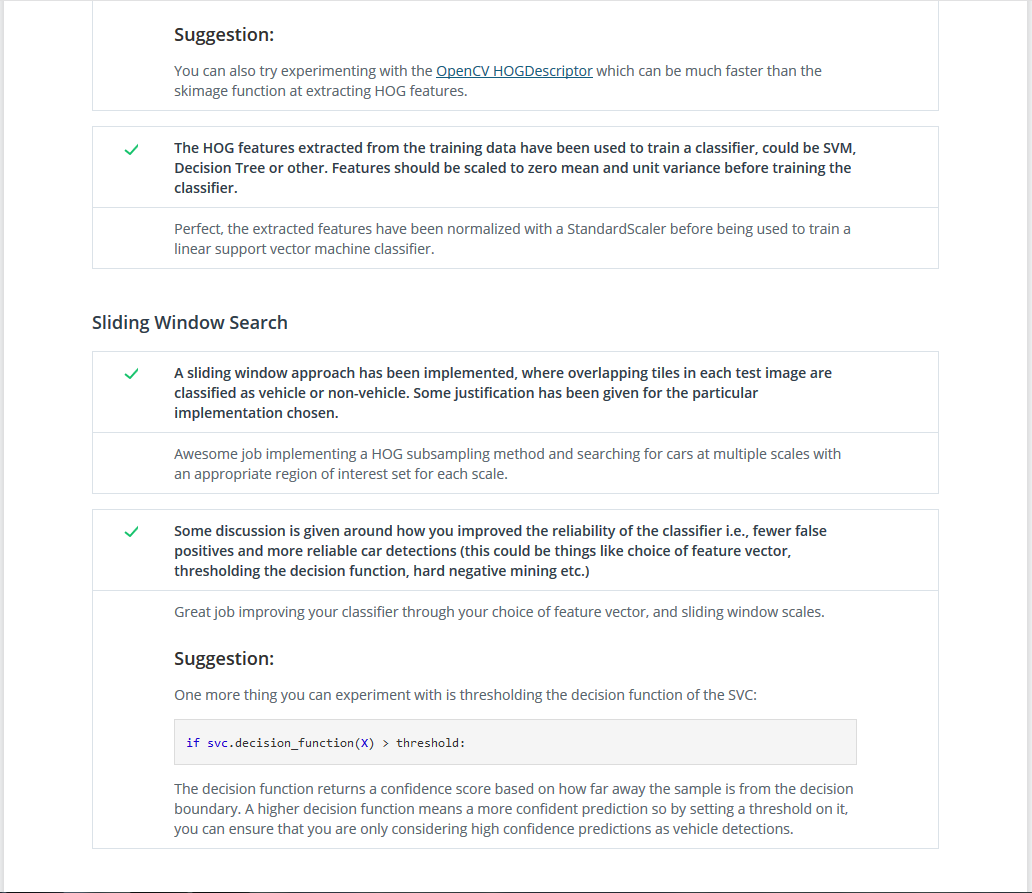 Suggestion:
You can also try experimenting with the OpenCV HOGDescriptor which can be much faster than the
skimage function at extracting HOG features.
The HOG features extracted from the training data have been used to train a classifier, could be SVM,
Decision Tree or other. Features should be scaled to zero mean and unit variance before training the
classifier.
Perfect, the extracted features have been normalized with a StandardScaler before being used to train a
linear support vector machine classifier.
Sliding Window Search
A sliding window approach has been implemented, where overlapping tiles in each test image are
classified as vehicle or non-vehicle. Some justification has been given for the particular
implementation chosen.
Awesome job implementing a HOG subsampling method and searching for cars at multiple scales with
an appropriate region of interest set for each scale.
Some discussion is given around how you improved the reliability of the classifier i.e., fewer false
positives and more reliable car detections (this could be things like choice of feature vector,
thresholding the decision function, hard negative mining etc.)
Great job improving your classifier through your choice of feature vector, and sliding window scales.
Suggestion:
One more thing you can experiment with is thresholding the decision function of the SVC:
if svc.decision_function(X) > threshold:
The decision function returns a confidence score based on how far away the sample is from the decision
boundary. A higher decision function means a more confident prediction so by setting a threshold on it,
you can ensure that you are only considering high confidence predictions as vehicle detections.